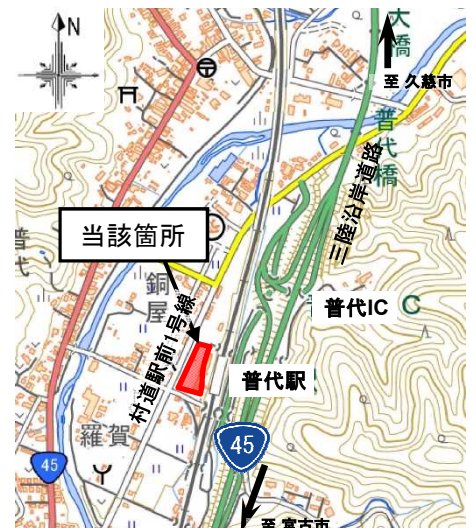 N
大橋
至 久慈市
普代橋
三陸沿岸道路
当該箇所
普代
銅屋
村道駅前1号線
普代IC
C
普代駅
羅賀
45
45
至 宮古市